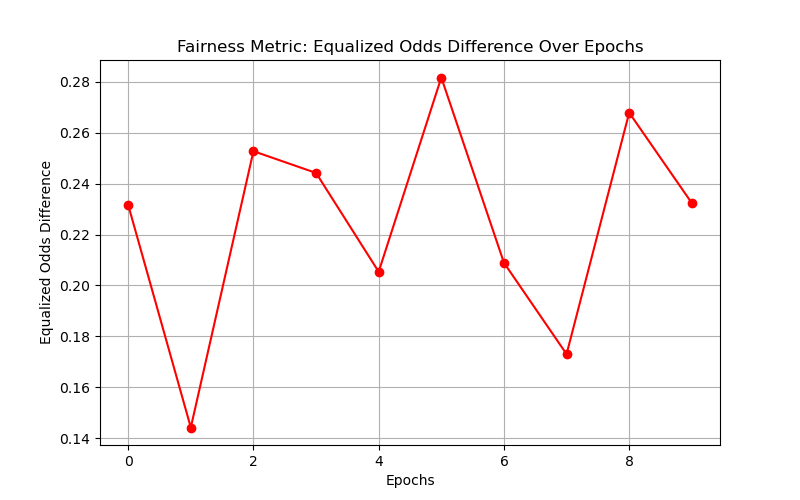 Fairness Metric: Equalized Odds Difference Over Epochs
Equalized Odds Difference
0.28
0.26
0.24
0.22
0.20
0.18
0.16
0.14
0 2 4 6 8
Epochs